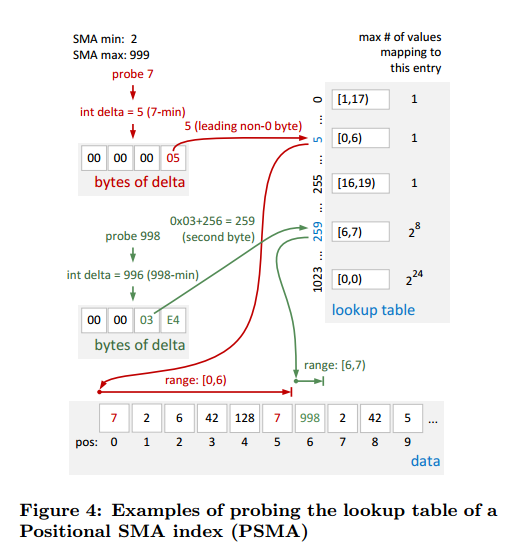 SMA min: 2
SMA max: 999
probe 7
int delta = 5 (7-min)
5 (leading non-0 byte)
00 00 00 05
bytes of delta
0x03+256 = 259
(second byte)
probe 998
int delta = 996 (998-min)
00 00 03 E4
bytes of delta
max # of values
mapping to
this entry
0 [1,17) 1
...
5 [0,6) 1
...
255 [16,19) 1
...
259 [6,7) 2^8
...
1023 [0,0) 2^24
lookup table
range: [6,7)
range: [0,6)
7 2 6 42 128 7 998 2 42 5 ...
pos: 0 1 2 3 4 5 6 7 8 9
data
Figure 4: Examples of probing the lookup table of a
Positional SMA index (PSMA)